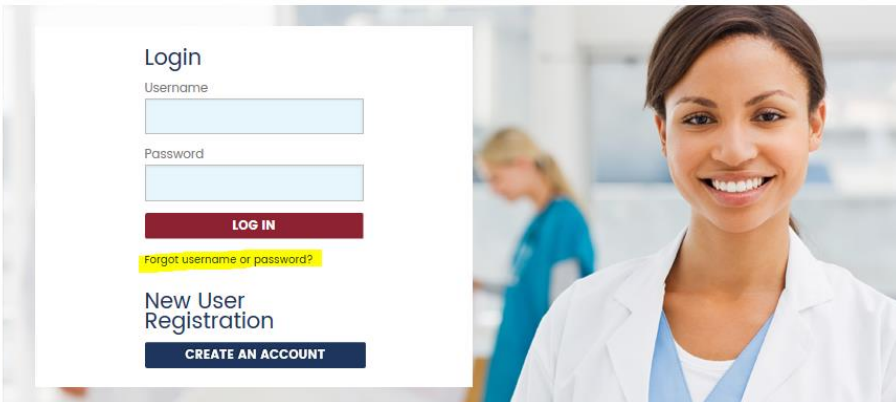 Login
Username
Password
LOG IN
Forgot username or password?
New User
Registration
CREATE AN ACCOUNT